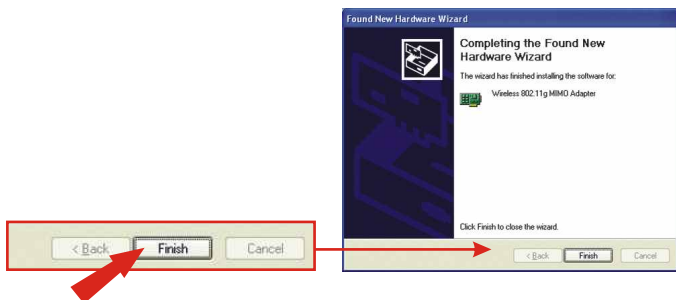 Found New Hardware Wizard
Completing the Found New
Hardware Wizard
The wizard has finished installing the software for:
Wireless 802.11g MIMO Adapter
Click Finish to close the wizard.
< Back Finish Cancel
< Back Finish Cancel